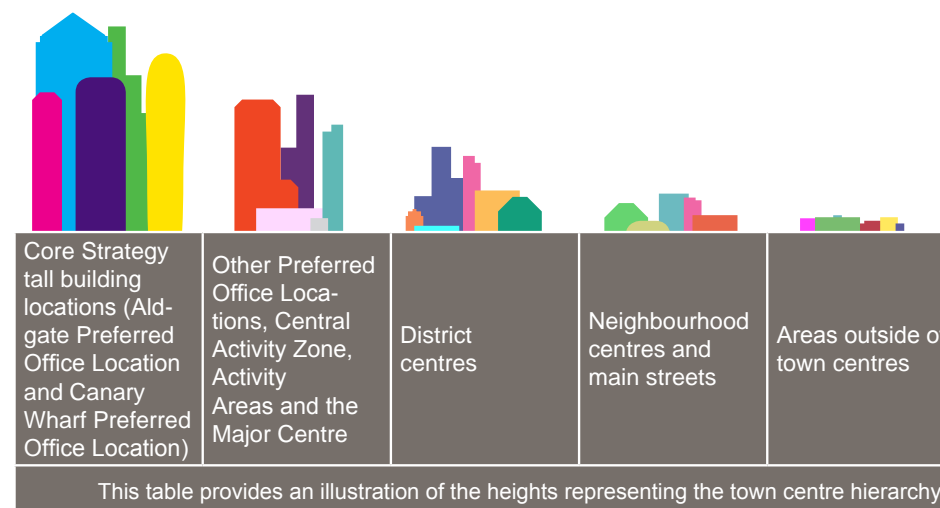 Core Strategy
tall building
locations (Ald-
gate Preferred
Office Location
and Canary
Wharf Preferred
Office Location)
Other Preferred
Office Loca-
tions, Central
Activity Zone,
Activity
Areas and the
Major Centre
District
centres
Neighbourhood
centres and
main streets
Areas outside of
town centres
This table provides an illustration of the heights representing the town centre hierarchy